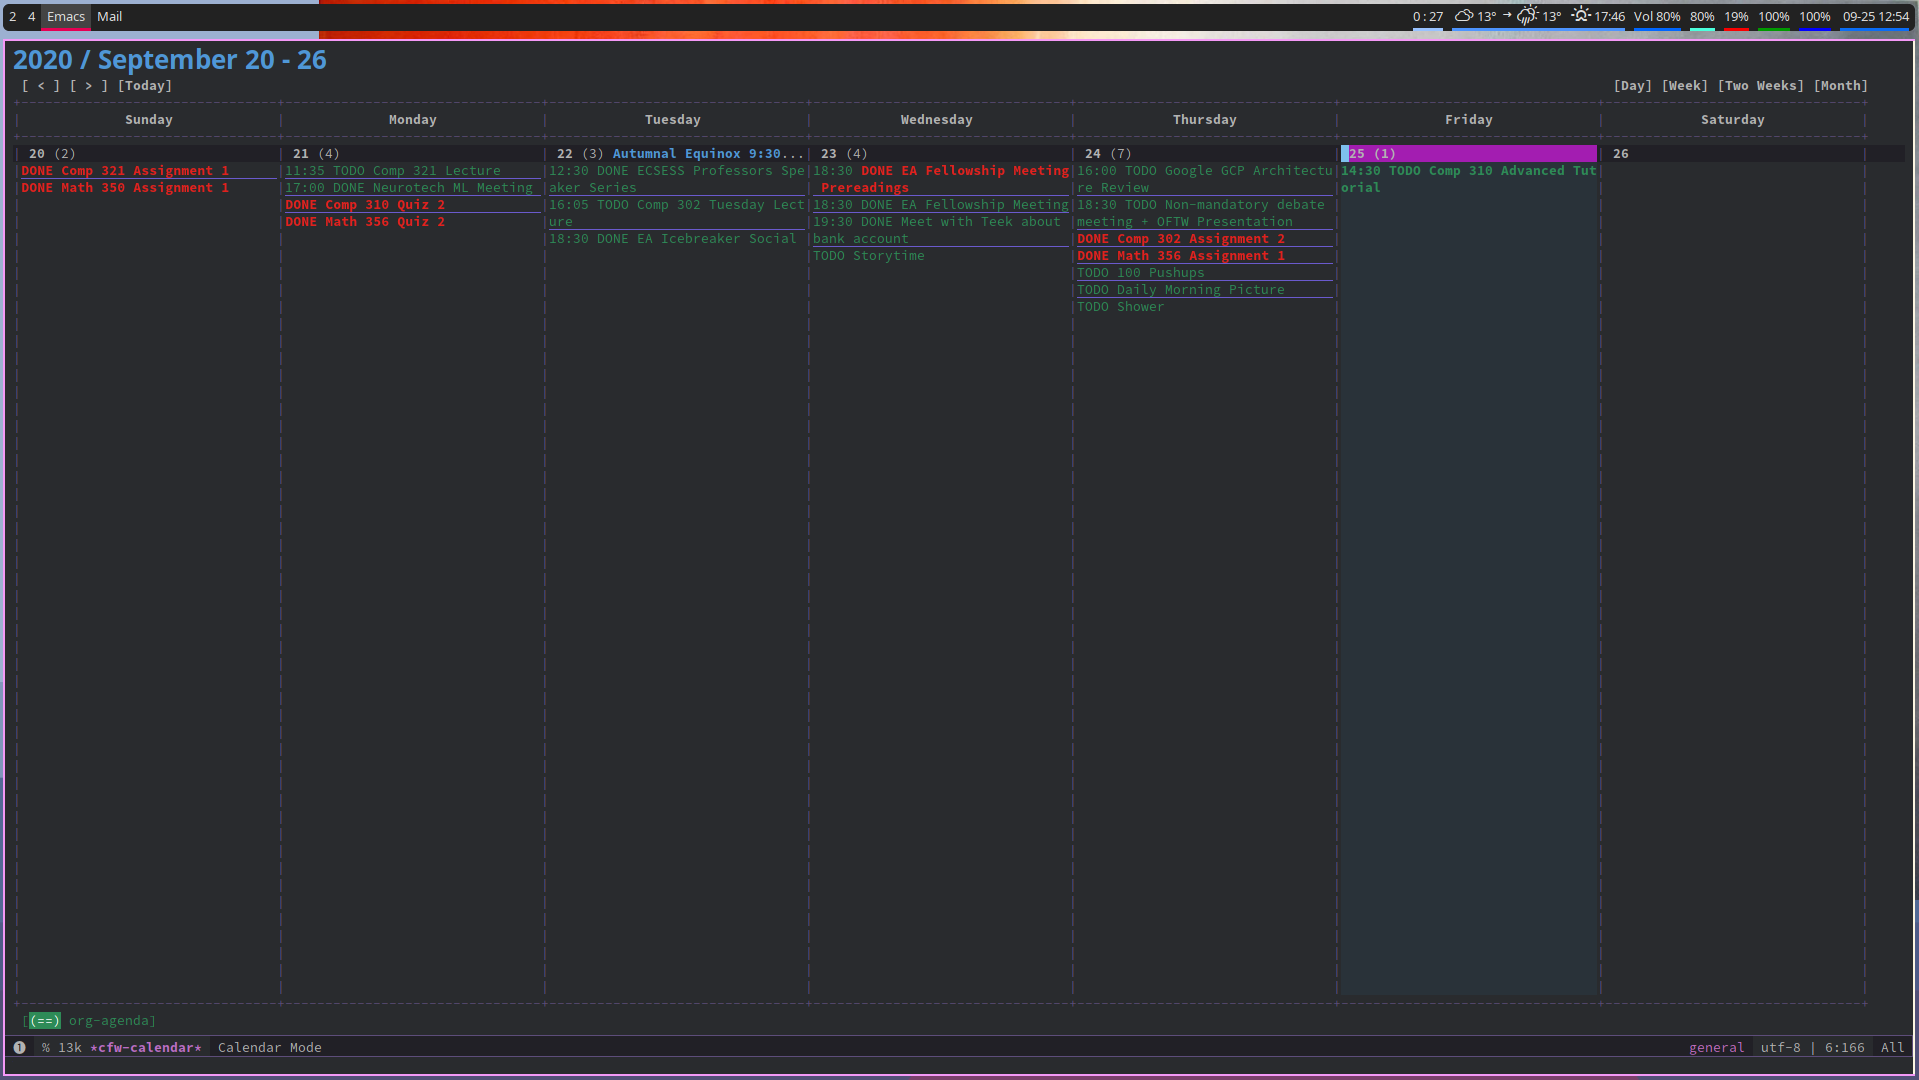 2 4 Emacs Mail 0:27 13° → 13° 17:46 Vol 80% 80% 19% 100% 100% 09-25 12:54
2020 / September 20 - 26
[ < ] [ > ] [Today] [Day] [Week] [Two Weeks] [Month]
Sunday Monday Tuesday Wednesday Thursday Friday Saturday
20 (2)
DONE Comp 321 Assignment 1
DONE Math 350 Assignment 1
21 (4)
11:35 TODO Comp 321 Lecture
17:00 DONE Neurotech ML Meeting
DONE Comp 310 Quiz 2
DONE Math 356 Quiz 2
22 (3) Autumnal Equinox 9:30...
12:30 DONE ECSESS Professors Spe
aker Series
16:05 TODO Comp 302 Tuesday Lect
ure
18:30 DONE EA Icebreaker Social
23 (4)
18:30 DONE EA Fellowship Meeting
Prereadings
18:30 DONE EA Fellowship Meeting
19:30 DONE Meet with Teek about
bank account
TODO Storytime
24 (7)
16:00 TODO Google GCP Architectu
re Review
18:30 TODO Non-mandatory debate
meeting + OFTW Presentation
DONE Comp 302 Assignment 2
DONE Math 356 Assignment 1
TODO 100 Pushups
TODO Daily Morning Picture
TODO Shower
25 (1)
14:30 TODO Comp 310 Advanced Tut
orial
26
[(==) org-agenda]
1 % 13k *cfw-calendar* Calendar Mode general utf-8 | 6:166 All